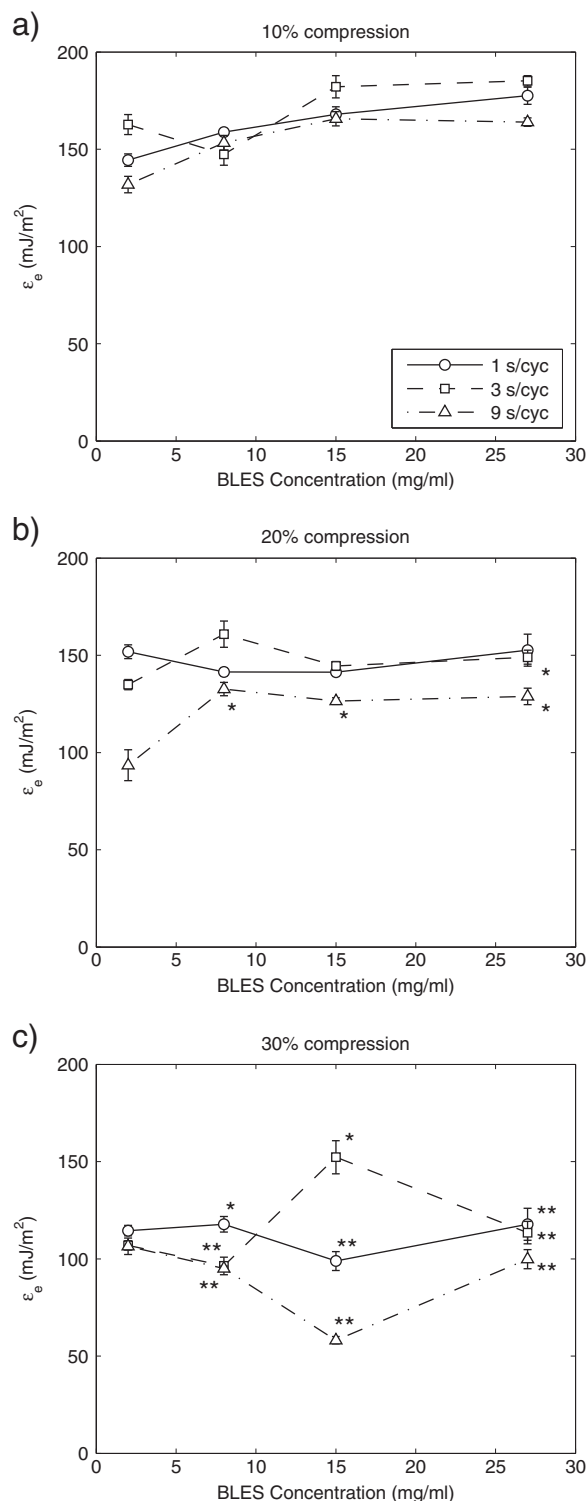 a)
10% compression
200
150
100
50
0
ε_e (mJ/m²)
1 s/cyc
3 s/cyc
9 s/cyc
0 5 10 15 20 25 30
BLES Concentration (mg/ml)
b)
20% compression
200
150
100
50
0
ε_e (mJ/m²)
*
*
*
*
0 5 10 15 20 25 30
BLES Concentration (mg/ml)
c)
30% compression
200
150
100
50
0
ε_e (mJ/m²)
*
*
**
**
**
**
**
**
**
0 5 10 15 20 25 30
BLES Concentration (mg/ml)